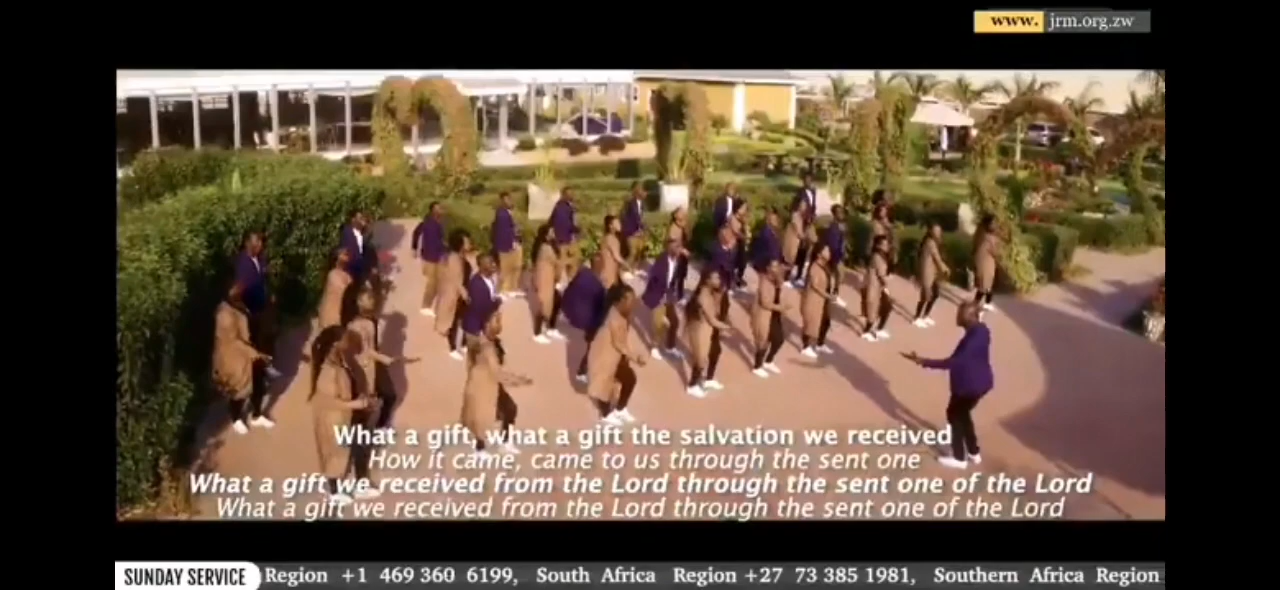 www. jrm.org.zw
What a gift, what a gift the salvation we received
How it came, came to us through the sent one
What a gift we received from the Lord through the sent one of the Lord
What a gift we received from the Lord through the sent one of the Lord
SUNDAY SERVICE Region +1 469 360 6199, South Africa Region +27 73 385 1981, Southern Africa Region